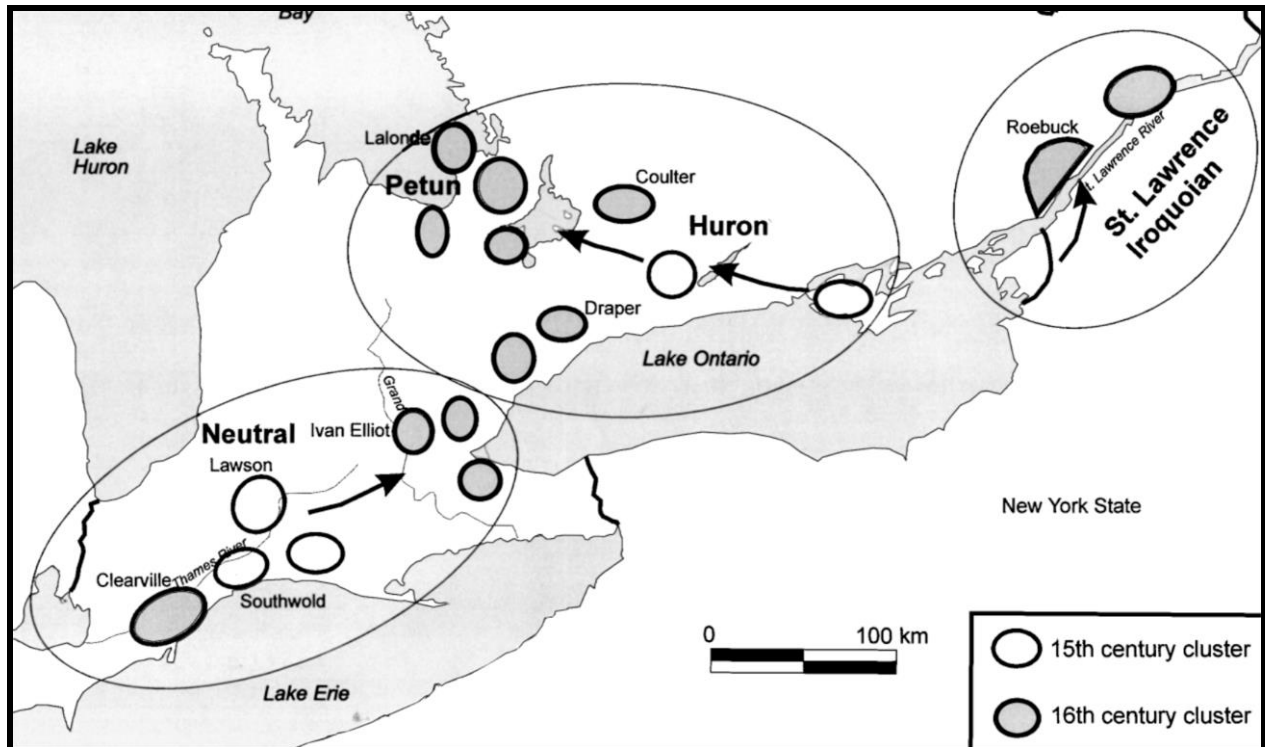 Bay
Lake
Huron
Lalonde
Petun
Coulter
Huron
Roebuck
St. Lawrence River
St. Lawrence
Iroquoian
Draper
Lake Ontario
Grand
Neutral
Ivan Elliot
Lawson
New York State
Clearville
Thames River
Southwold
Lake Erie
0
100 km
15th century cluster
16th century cluster